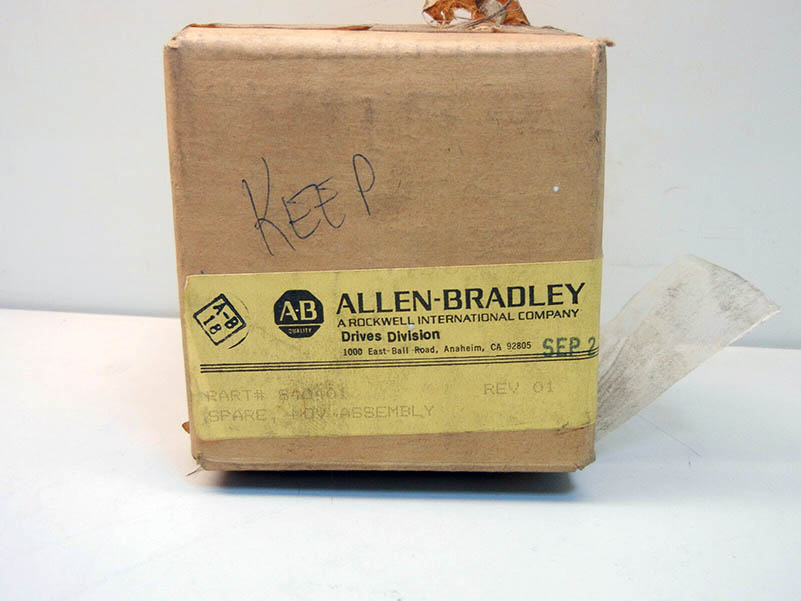 KEEP
A-B
18
A-B
QUALITY
ALLEN-BRADLEY
A ROCKWELL INTERNATIONAL COMPANY
Drives Division
1000 East Ball Road, Anaheim, CA 92805
SEP 2
PART# 840401 REV 01
SPARE, MOV ASSEMBLY